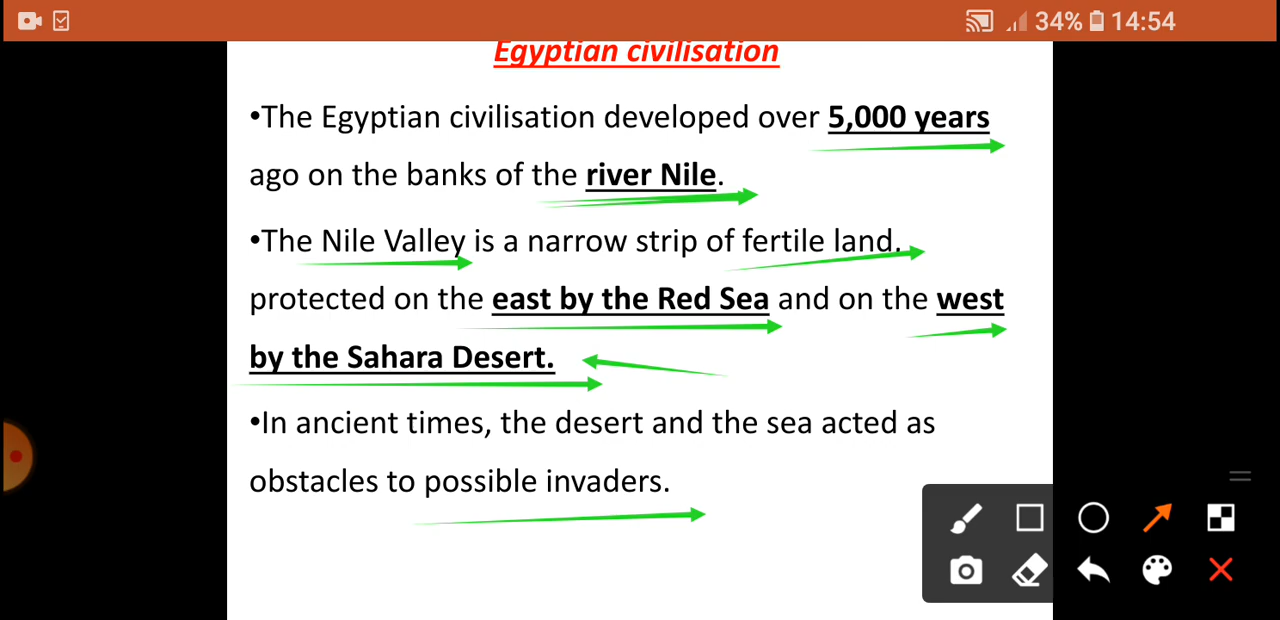 34% 14:54
Egyptian civilisation
•The Egyptian civilisation developed over 5,000 years
ago on the banks of the river Nile.
•The Nile Valley is a narrow strip of fertile land.
protected on the east by the Red Sea and on the west
by the Sahara Desert.
•In ancient times, the desert and the sea acted as
obstacles to possible invaders.